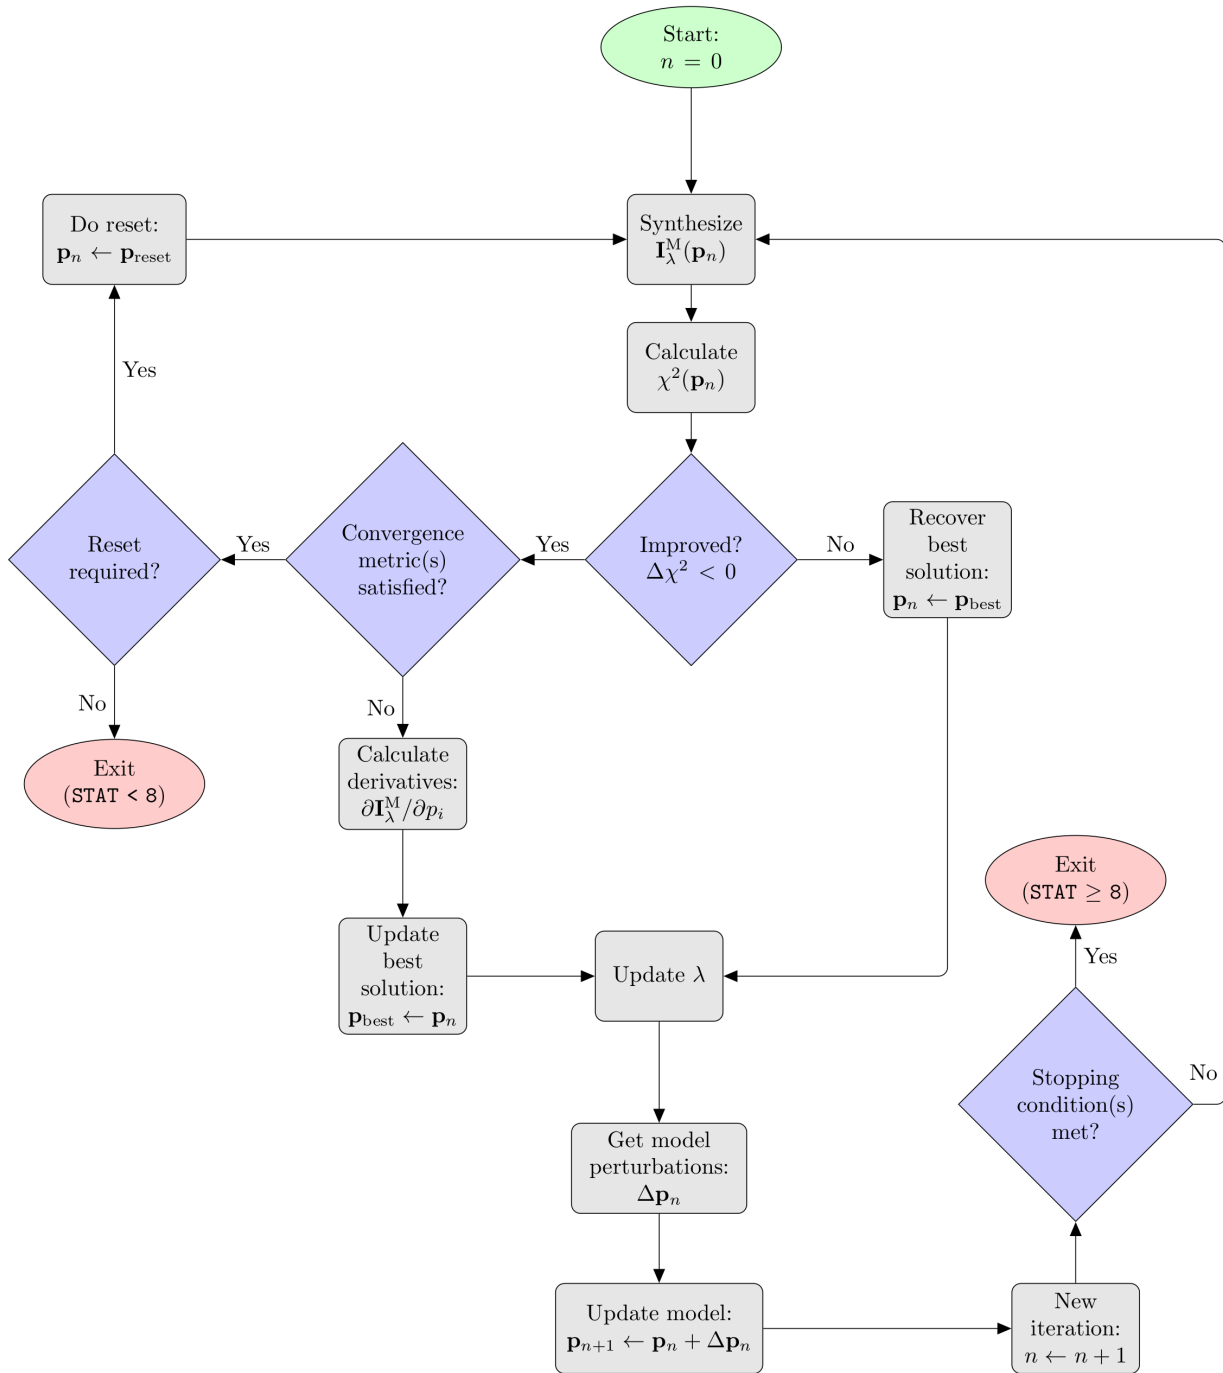 Start:
n = 0
Do reset:
𝐩ₙ ← 𝐩_reset
Synthesize
𝐈_λ^M(𝐩ₙ)
Yes
Calculate
χ²(𝐩ₙ)
Reset
required?
Yes
Convergence
metric(s)
satisfied?
Yes
Improved?
Δχ² < 0
No
Recover
best
solution:
𝐩ₙ ← 𝐩_best
No
Exit
(STAT < 8)
No
Calculate
derivatives:
∂𝐈_λ^M/∂pᵢ
Exit
(STAT ≥ 8)
Update
best
solution:
𝐩_best ← 𝐩ₙ
Update λ
Yes
Stopping
condition(s)
met?
No
Get model
perturbations:
Δ𝐩ₙ
Update model:
𝐩ₙ₊₁ ← 𝐩ₙ + Δ𝐩ₙ
New
iteration:
n ← n + 1